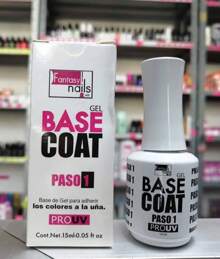 Fantasy
nails
GEL
BASE
COAT
PASO 1
Base de Gel para adherir
los colores a la uña.
PRO UV
Cont.Net.15ml-0.05 fl oz
GEL
BASE
COAT
PASO 1
PRO UV